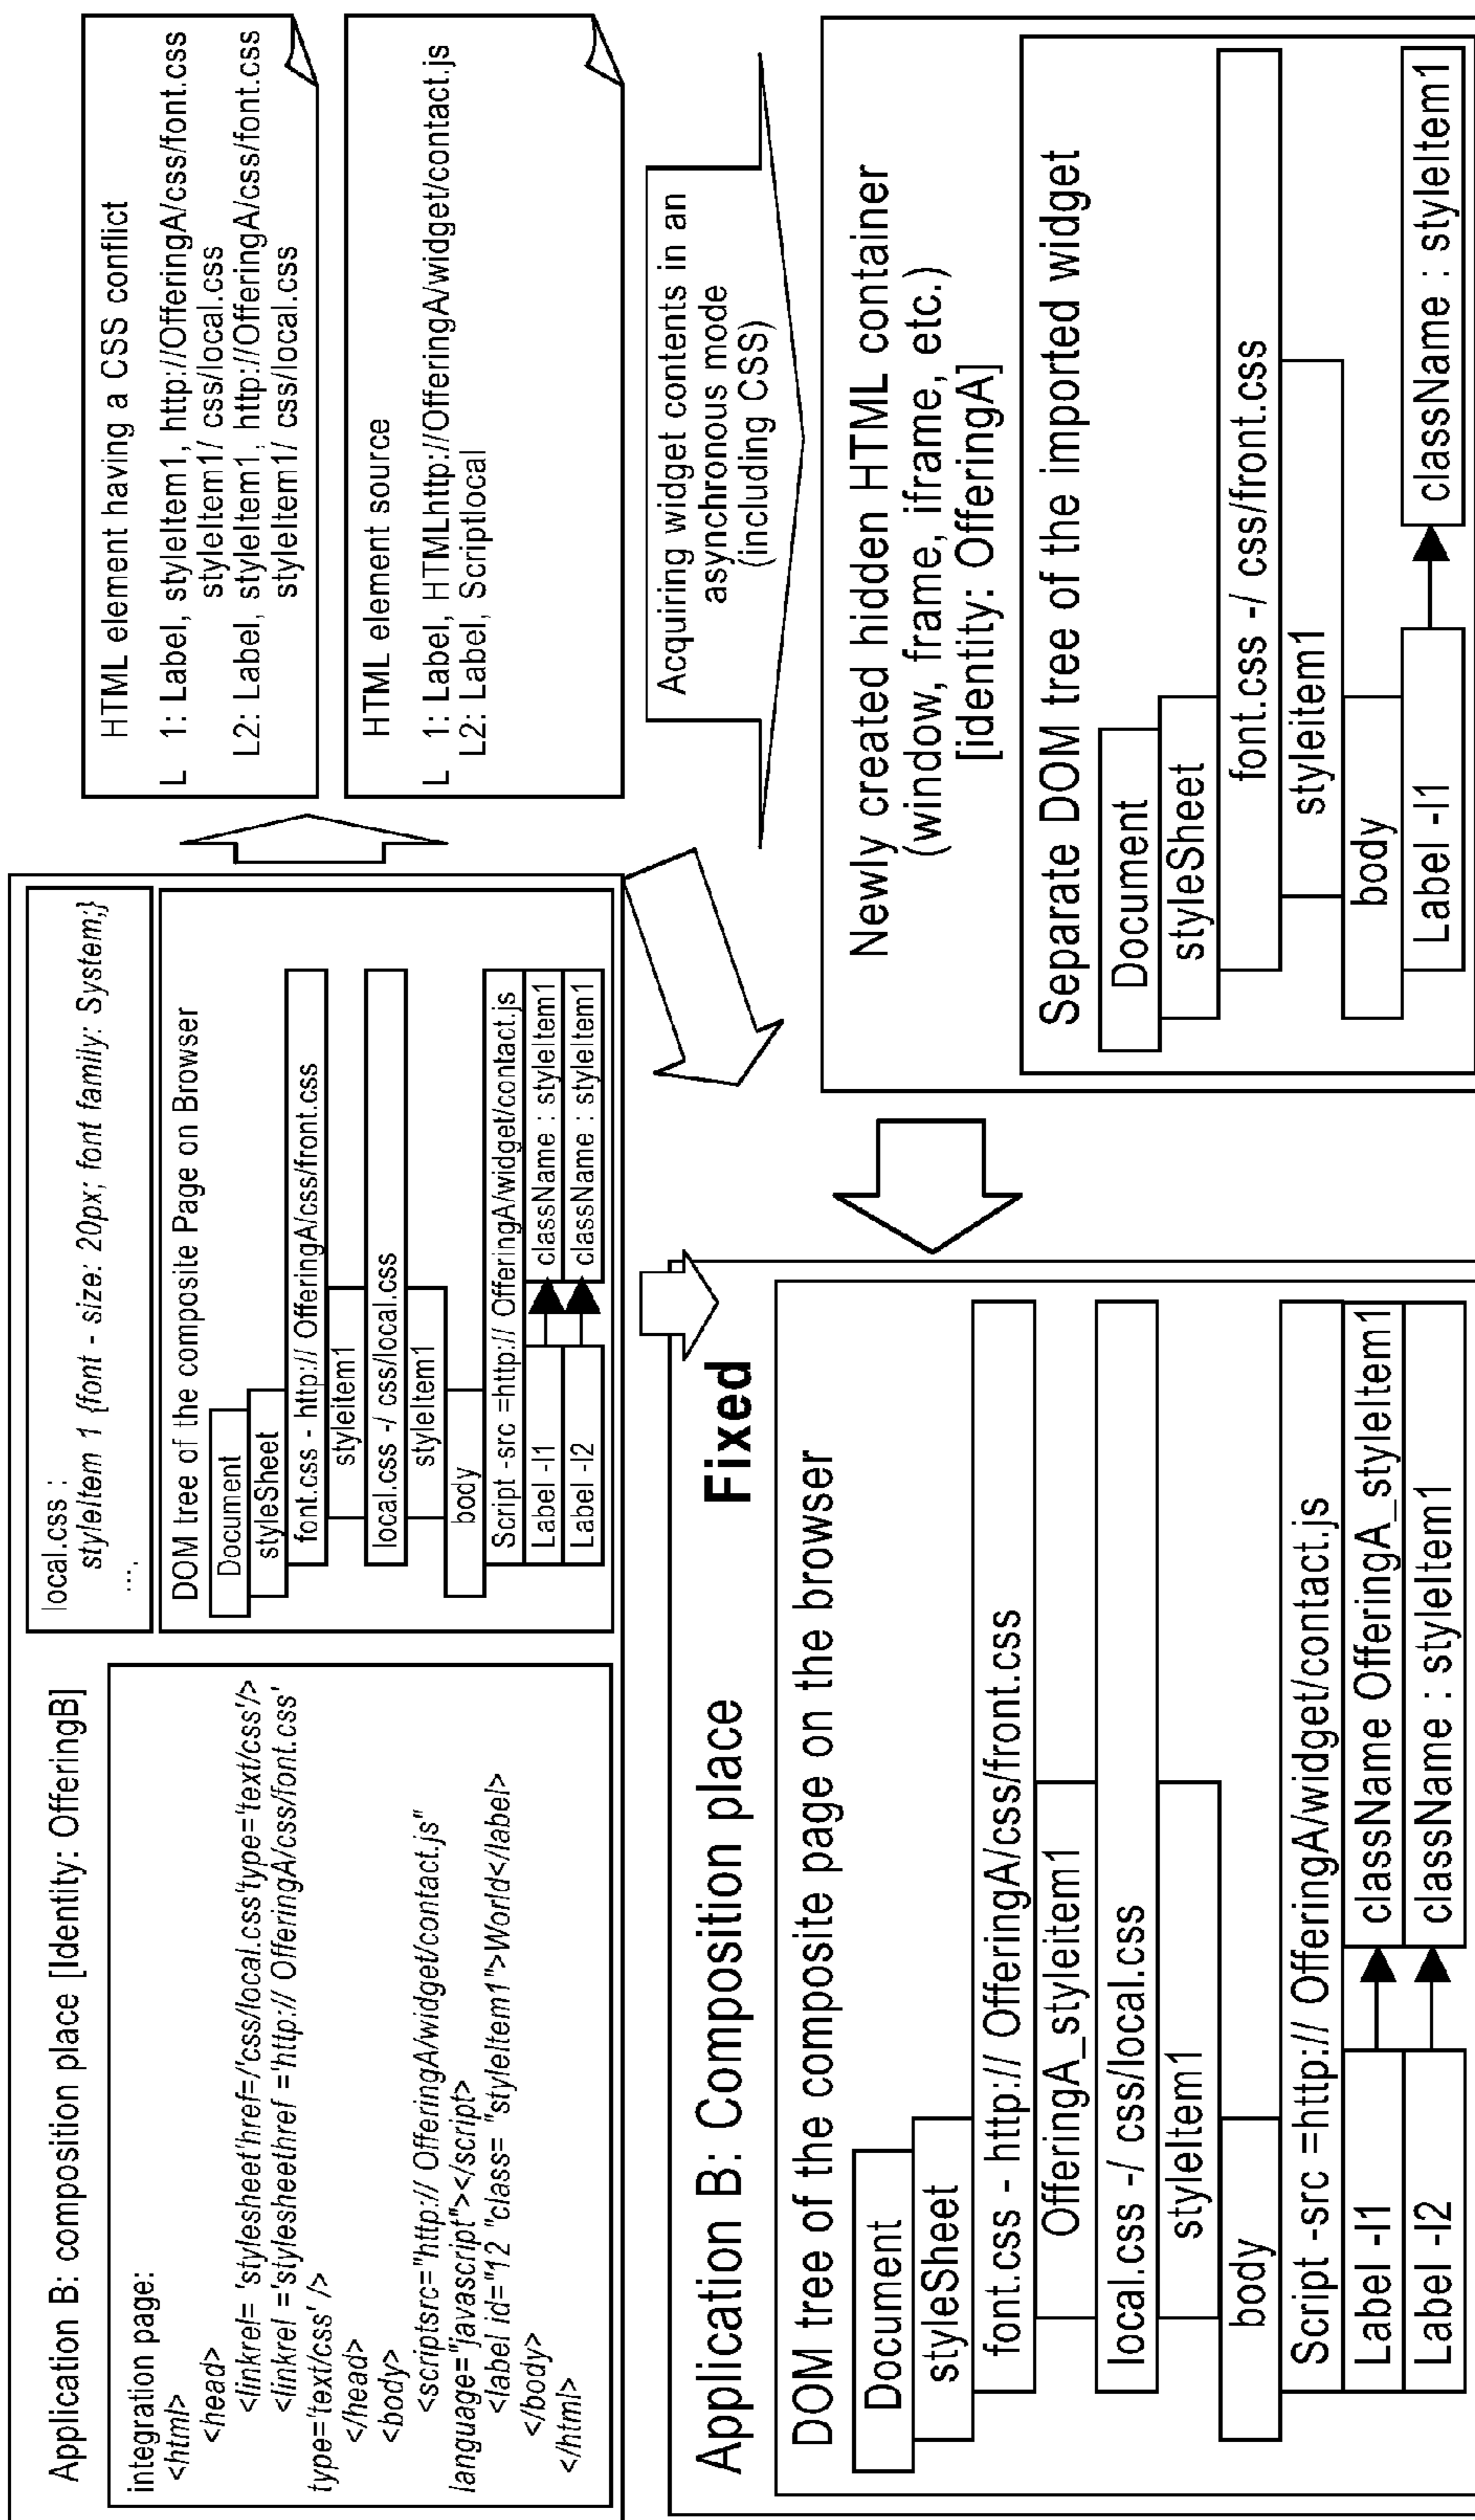 Application B: composition place [Identity: OfferingB]
integration page:
<html>
<head>
<linkrel= 'stylesheet'href=/'css/local.css'type='text/css'/>
<linkrel ='stylesheethref ='http:// OfferingA/css/font.css'
type='text/css' />
</head>
<body>
<scriptsrc="http:// OfferingA/widget/contact.js"
language="javascript"></script>
<label id="12 "class= "styleItem1">World</label>
</body>
</html>
local.css :
styleItem 1 {font - size: 20px; font family: System;}
....
DOM tree of the composite Page on Browser
Document
styleSheet
font.css - http:// OfferingA/css/front.css
styleitem1
local.css -/ css/local.css
styleItem1
body
Script -src =http:// OfferingA/widget/contact.js
Label -l1
className : styleItem1
Label -l2
className : styleItem1
HTML element having a CSS conflict
L 1: Label, styleItem1, http://OfferingA/css/font.css
styleItem1/ css/local.css
L2: Label, styleItem1, http://OfferingA/css/font.css
styleItem1/ css/local.css
HTML element source
L 1: Label, HTMLhttp://OfferingA/widget/contact.js
L2: Label, Scriptlocal
Acquiring widget contents in an
asynchronous mode
(including CSS)
Newly created hidden HTML container
(window, frame, iframe, etc.)
[identity: OfferingA]
Separate DOM tree of the imported widget
Document
styleSheet
font.css -/ css/front.css
styleitem1
body
Label -l1
className : styleItem1
Application B: Composition place
Fixed
DOM tree of the composite page on the browser
Document
styleSheet
font.css - http:// OfferingA/css/front.css
OfferingA_styleitem1
local.css -/ css/local.css
styleItem1
body
Script -src =http:// OfferingA/widget/contact.js
Label -l1
className OfferingA_styleItem1
Label -l2
className : styleItem1